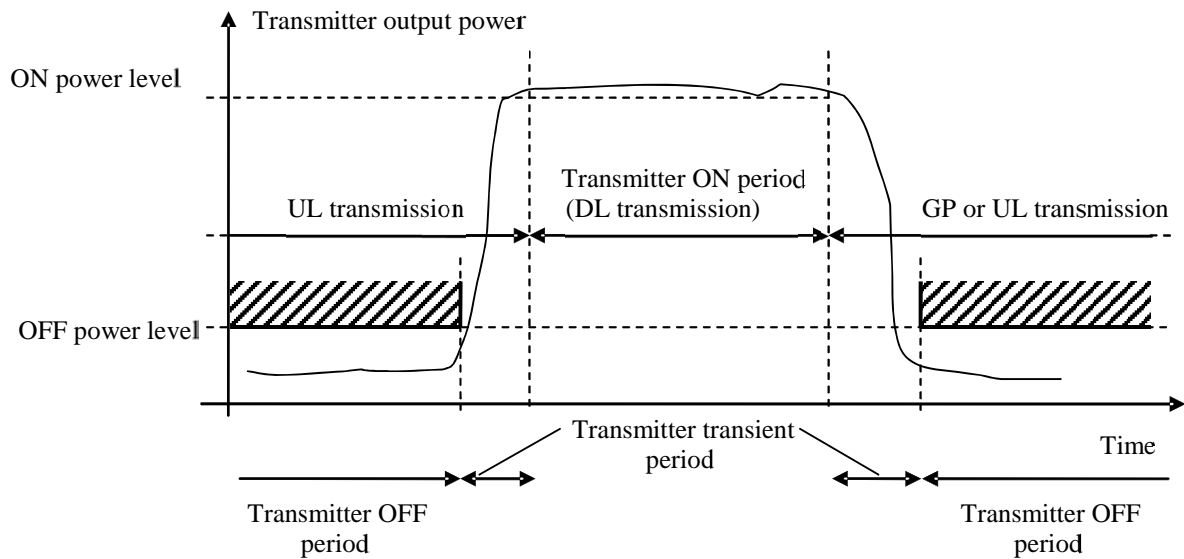 Transmitter output power
ON power level
Transmitter ON period
(DL transmission)
UL transmission
GP or UL transmission
OFF power level
Transmitter transient
period
Time
Transmitter OFF
period
Transmitter OFF
period